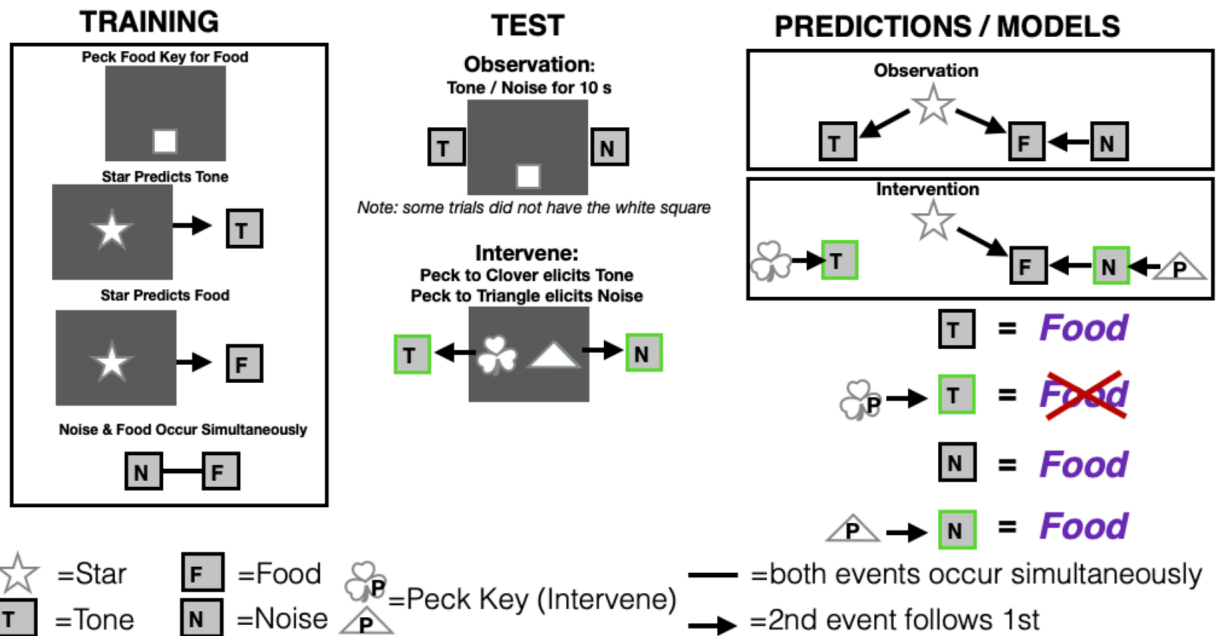 TRAINING
Peck Food Key for Food
Star Predicts Tone
T
Star Predicts Food
F
Noise & Food Occur Simultaneously
N F
TEST
Observation:
Tone / Noise for 10 s
T N
Note: some trials did not have the white square
Intervene:
Peck to Clover elicits Tone
Peck to Triangle elicits Noise
T N
PREDICTIONS / MODELS
Observation
T F N
Intervention
T F N P
T = Food
P T = Food
N = Food
P N = Food
=Star F =Food P =both events occur simultaneously
=Peck Key (Intervene)
T =Tone N =Noise P =2nd event follows 1st